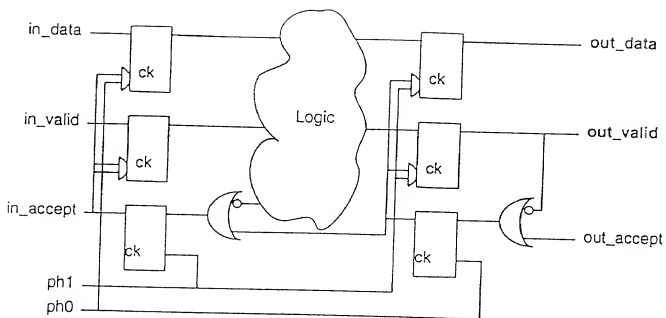 in_data
out_data
ck
ck
in_valid
Logic
out_valid
ck
ck
in_accept
out_accept
ck
ck
ph1
ph0